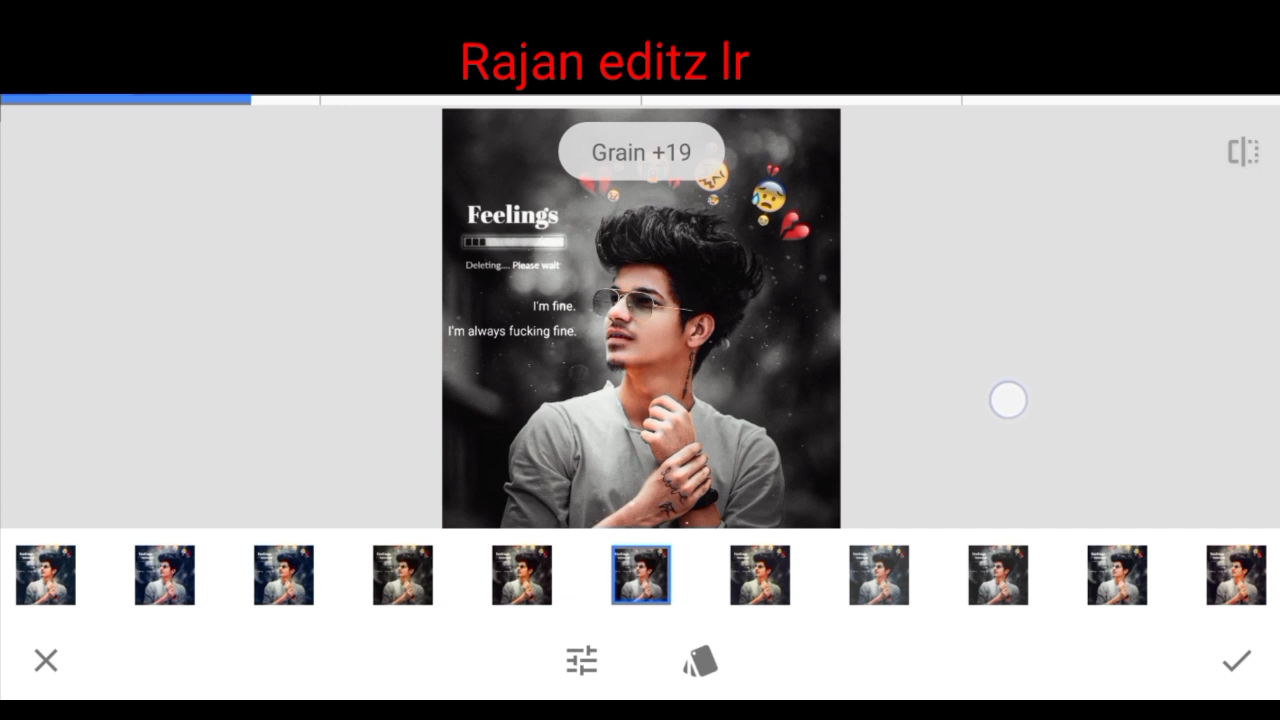 Rajan editz lr
Grain +19
Feelings
Deleting.... Please wait
I'm fine.
I'm always fucking fine.